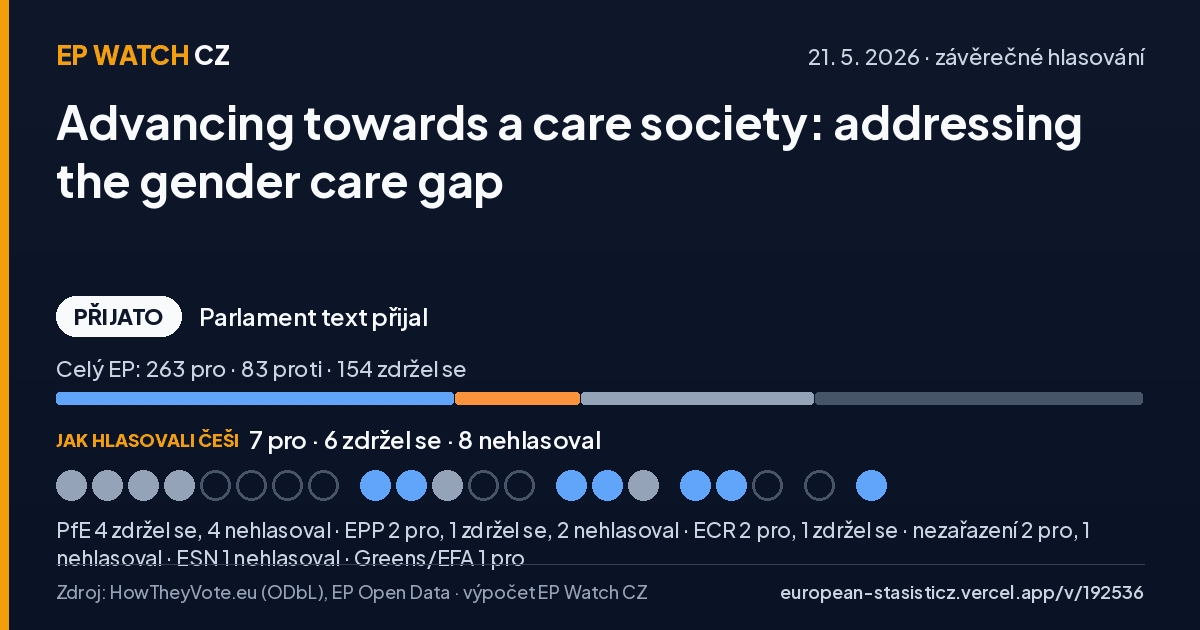 EP WATCH CZ
21. 5. 2026 · závěrečné hlasování
Advancing towards a care society: addressing
the gender care gap
PŘIJATO Parlament text přijal
Celý EP: 263 pro · 83 proti · 154 zdržel se
JAK HLASOVALI ČEŠI 7 pro · 6 zdržel se · 8 nehlasoval
PfE 4 zdržel se, 4 nehlasoval · EPP 2 pro, 1 zdržel se, 2 nehlasoval · ECR 2 pro, 1 zdržel se · nezařazení 2 pro, 1
nehlasoval · ESN 1 nehlasoval · Greens/EFA 1 pro
Zdroj: HowTheyVote.eu (ODbL), EP Open Data · výpočet EP Watch CZ
european-stasisticz.vercel.app/v/192536